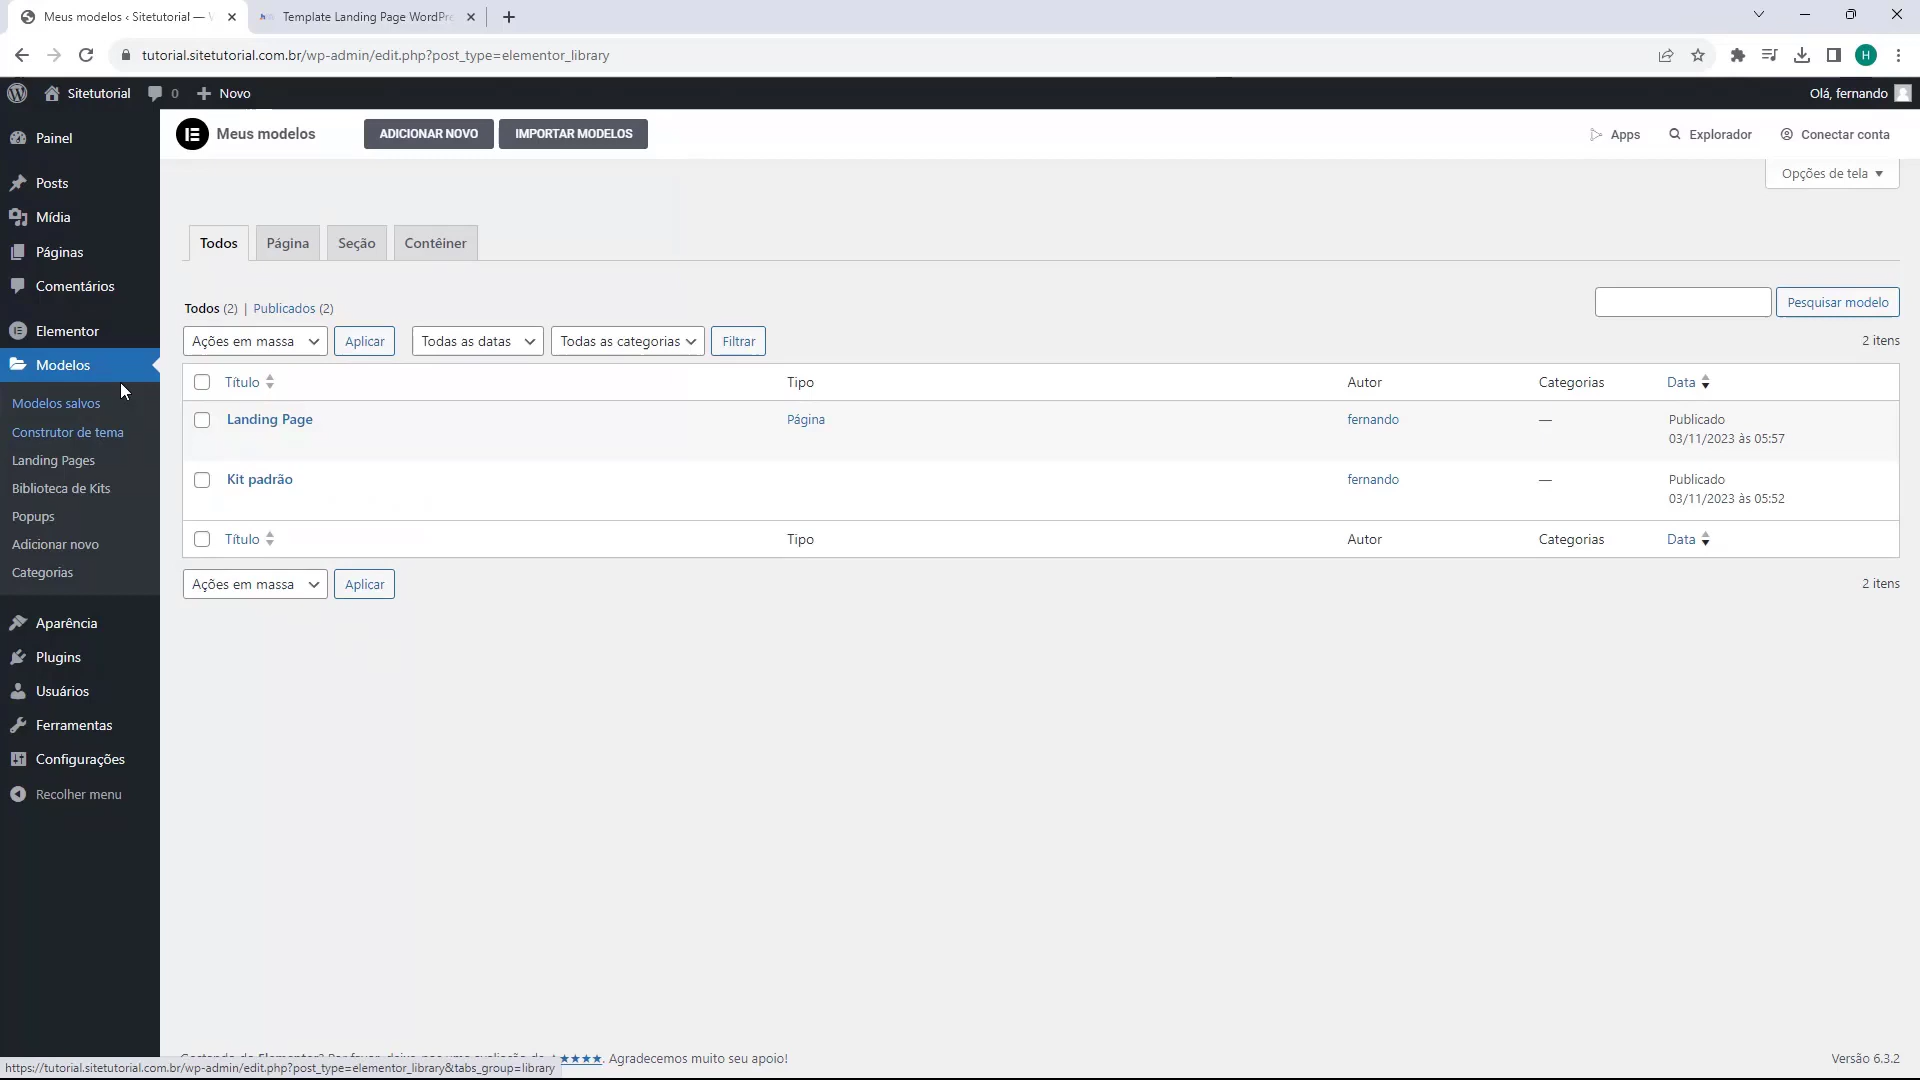 Meus modelos ‹ Sitetutorial —
Template Landing Page WordPre
tutorial.sitetutorial.com.br/wp-admin/edit.php?post_type=elementor_library
H
Sitetutorial
0
Novo
Olá, fernando
Painel
Posts
Mídia
Páginas
Comentários
Elementor
Modelos
Modelos salvos
Construtor de tema
Landing Pages
Biblioteca de Kits
Popups
Adicionar novo
Categorias
Aparência
Plugins
Usuários
Ferramentas
Configurações
Recolher menu
Meus modelos
ADICIONAR NOVO
IMPORTAR MODELOS
Apps
Explorador
Conectar conta
Opções de tela
Todos
Página
Seção
Contêiner
Todos (2) | Publicados (2)
Pesquisar modelo
Ações em massa
Aplicar
Todas as datas
Todas as categorias
Filtrar
2 itens
Título
Tipo
Autor
Categorias
Data
Landing Page
Página
fernando
—
Publicado
03/11/2023 às 05:57
Kit padrão
fernando
—
Publicado
03/11/2023 às 05:52
Título
Tipo
Autor
Categorias
Data
Ações em massa
Aplicar
2 itens
★★★★. Agradecemos muito seu apoio!
Versão 6.3.2
https://tutorial.sitetutorial.com.br/wp-admin/edit.php?post_type=elementor_library&tabs_group=library